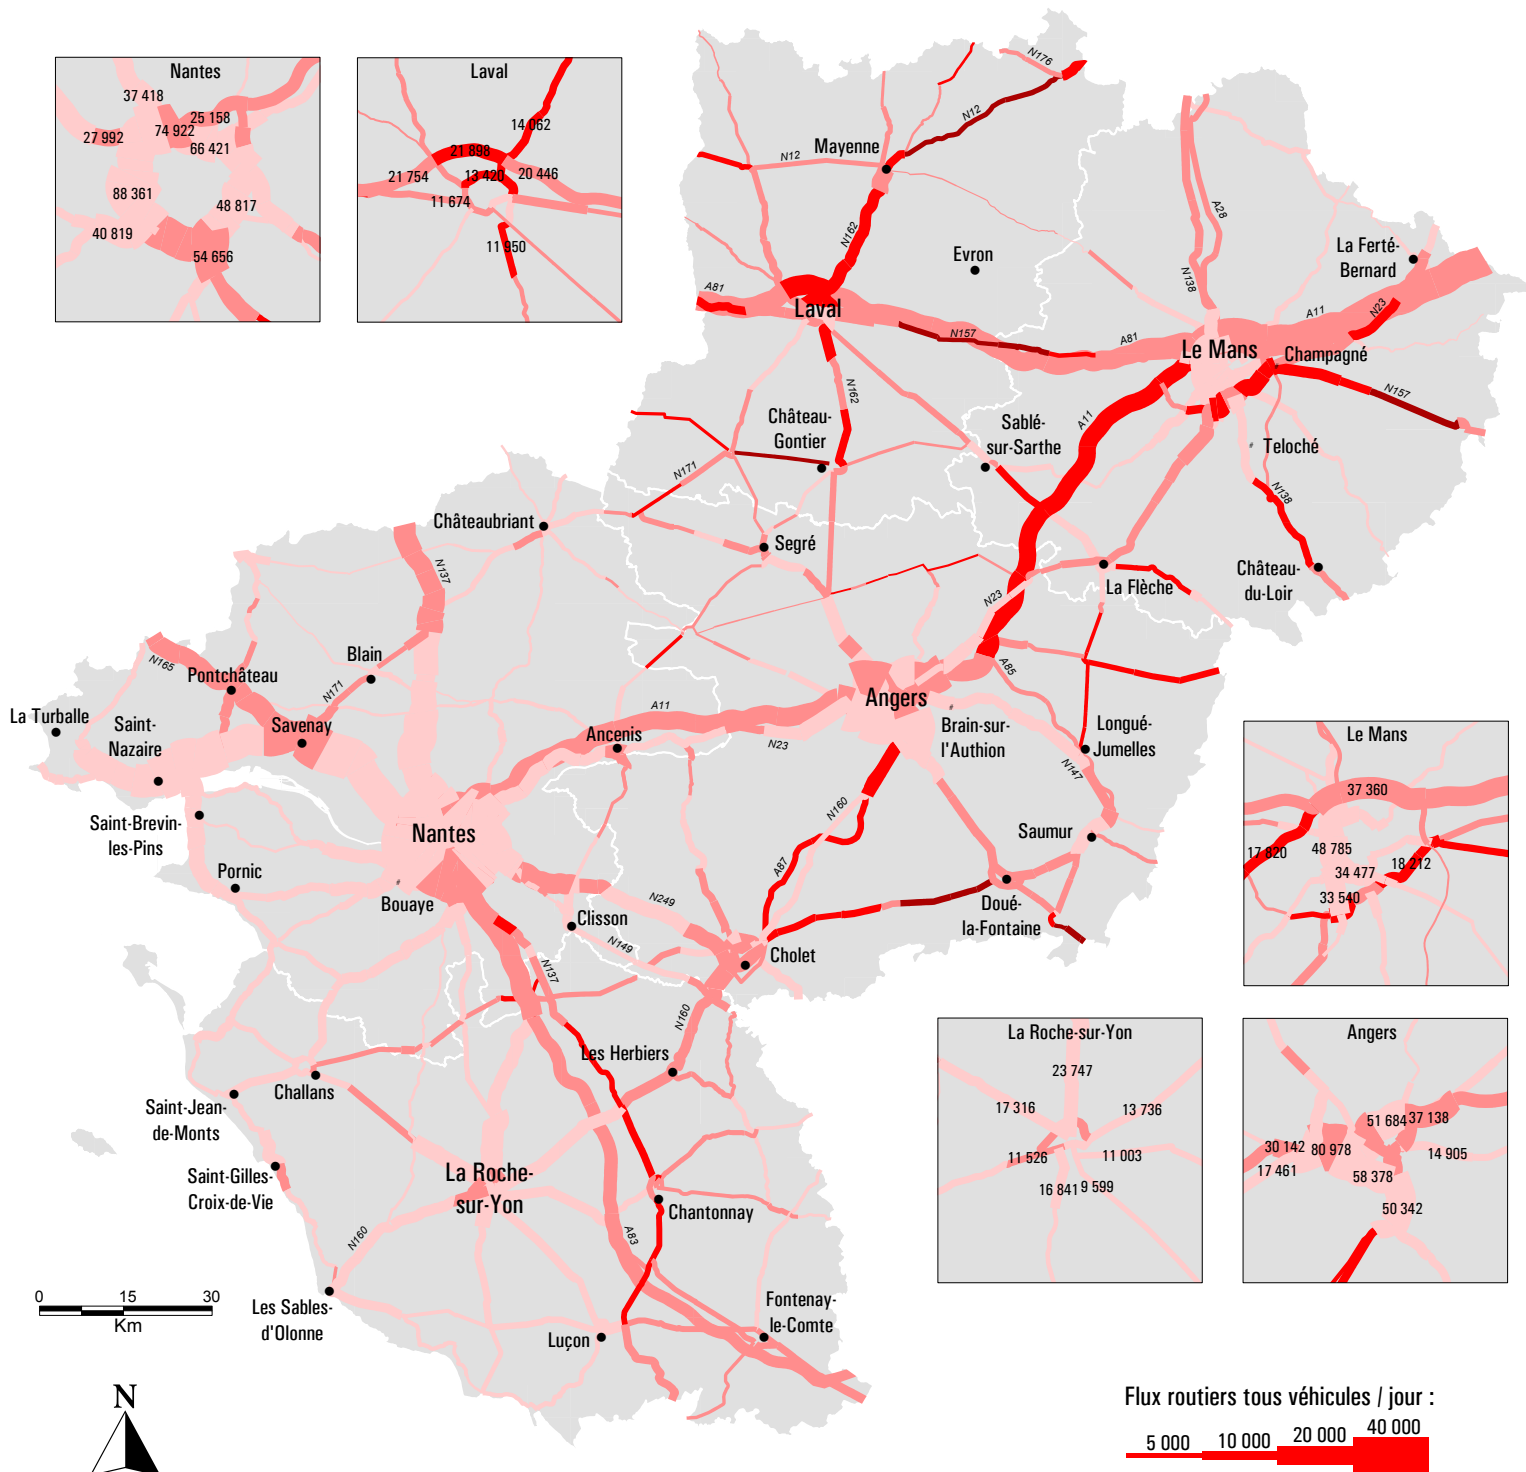 Nantes
37 418
25 158
27 992
74 922
66 421
88 361
48 817
40 819
54 656
Laval
14 062
21 898
21 754
13 420
20 446
11 674
11 950
N176
N12
Mayenne
N12
N162
A28
Evron
La Ferté-
Bernard
A81
N138
Laval
N157
A81
A11
N23
Le Mans
Champagné
N157
N162
A11
Château-
Gontier
Sablé-
sur-Sarthe
Teloché
N171
N138
Châteaubriant
Segré
N137
N23
La Flèche
Château-
du-Loir
Blain
N165
Pontchâteau
N171
A85
La Turballe
Saint-
Nazaire
Savenay
A11
Angers
Ancenis
N23
Brain-sur-
l'Authion
Longué-
Jumelles
N147
Saint-Brevin-
les-Pins
Nantes
N160
Saumur
Pornic
A87
Bouaye
N249
Clisson
Doué-
la-Fontaine
N149
Cholet
N137
N160
Les Herbiers
Challans
Saint-Jean-
de-Monts
Saint-Gilles-
Croix-de-Vie
La Roche-
sur-Yon
Chantonnay
N160
A83
Les Sables-
d'Olonne
Luçon
Fontenay-
le-Comte
Le Mans
37 360
17 820
48 785
18 212
34 477
33 540
La Roche-sur-Yon
23 747
17 316
13 736
11 526
11 003
16 841
9 599
Angers
51 684
37 138
30 142
80 978
14 905
17 461
58 378
50 342
0 15 30
Km
N
Flux routiers tous véhicules / jour :
5 000 10 000 20 000 40 000